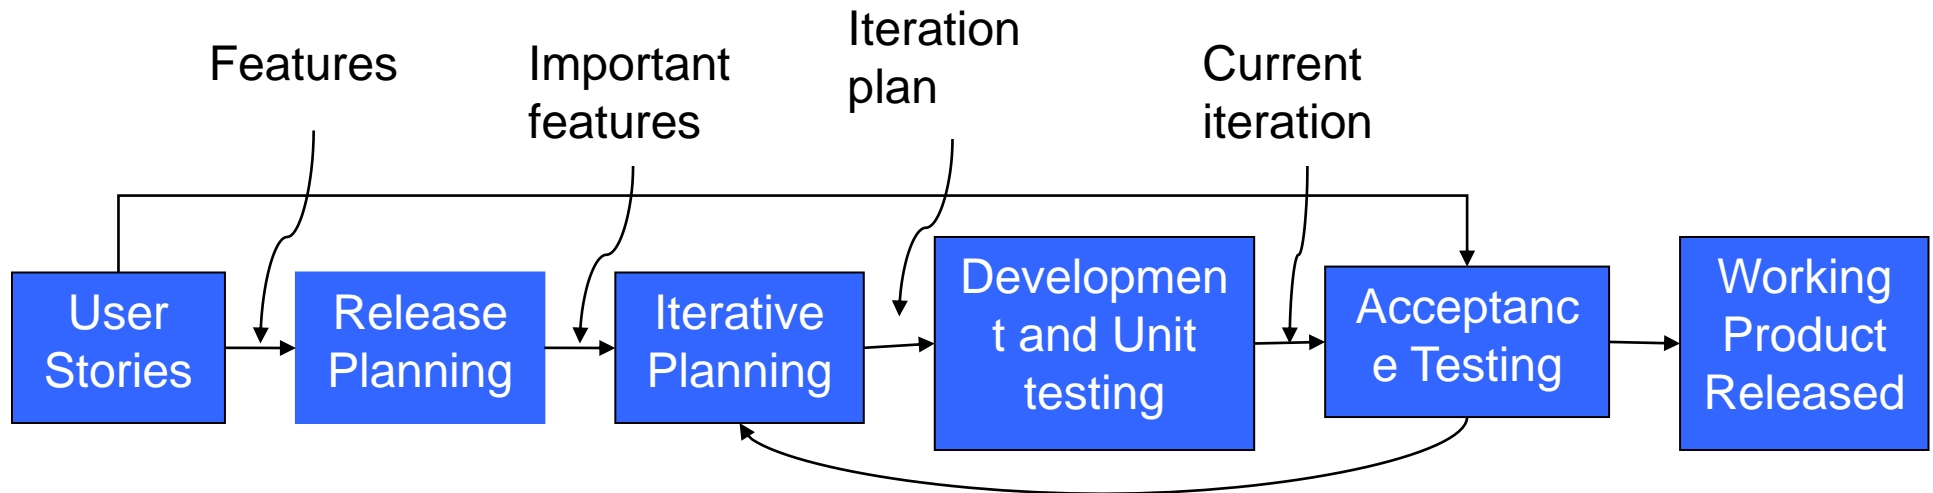 Features
Important
features
Iteration
plan
Current
iteration
User
Stories
Release
Planning
Iterative
Planning
Developmen
t and Unit
testing
Acceptanc
e Testing
Working
Product
Released